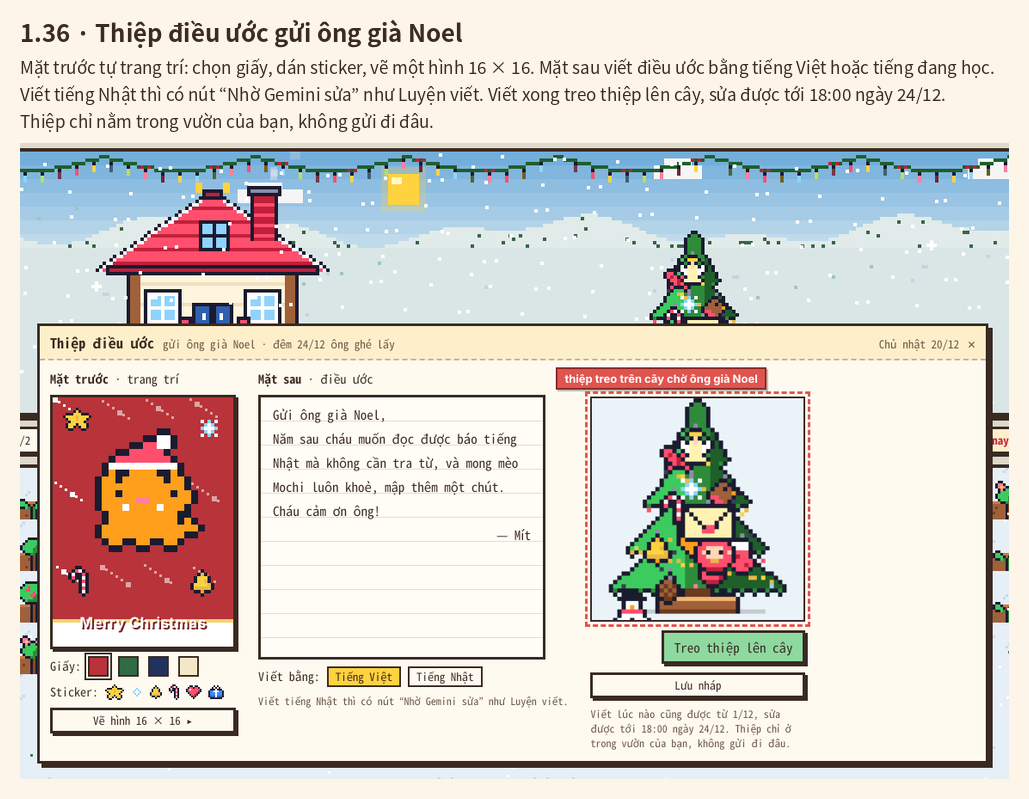 1.36 · Thiệp điều ước gửi ông già Noel
Mặt trước tự trang trí: chọn giấy, dán sticker, vẽ một hình 16 × 16. Mặt sau viết điều ước bằng tiếng Việt hoặc tiếng đang học.
Viết tiếng Nhật thì có nút “Nhờ Gemini sửa” như Luyện viết. Viết xong treo thiệp lên cây, sửa được tới 18:00 ngày 24/12.
Thiệp chỉ nằm trong vườn của bạn, không gửi đi đâu.
Thiệp điều ước gửi ông già Noel · đêm 24/12 ông ghé lấy
Chủ nhật 20/12 ×
Mặt trước · trang trí
Merry Christmas
Giấy:
Sticker:
Vẽ hình 16 × 16 ▸
Mặt sau · điều ước
Gửi ông già Noel,
Năm sau cháu muốn đọc được báo tiếng
Nhật mà không cần tra từ, và mong mèo
Mochi luôn khoẻ, mập thêm một chút.
Cháu cảm ơn ông!
— Mít
Viết bằng: Tiếng Việt Tiếng Nhật
Viết tiếng Nhật thì có nút “Nhờ Gemini sửa” như Luyện viết.
thiệp treo trên cây chờ ông già Noel
Treo thiệp lên cây
Lưu nháp
Viết lúc nào cũng được từ 1/12, sửa
được tới 18:00 ngày 24/12. Thiệp chỉ ở
trong vườn của bạn, không gửi đi đâu.
/2
nay